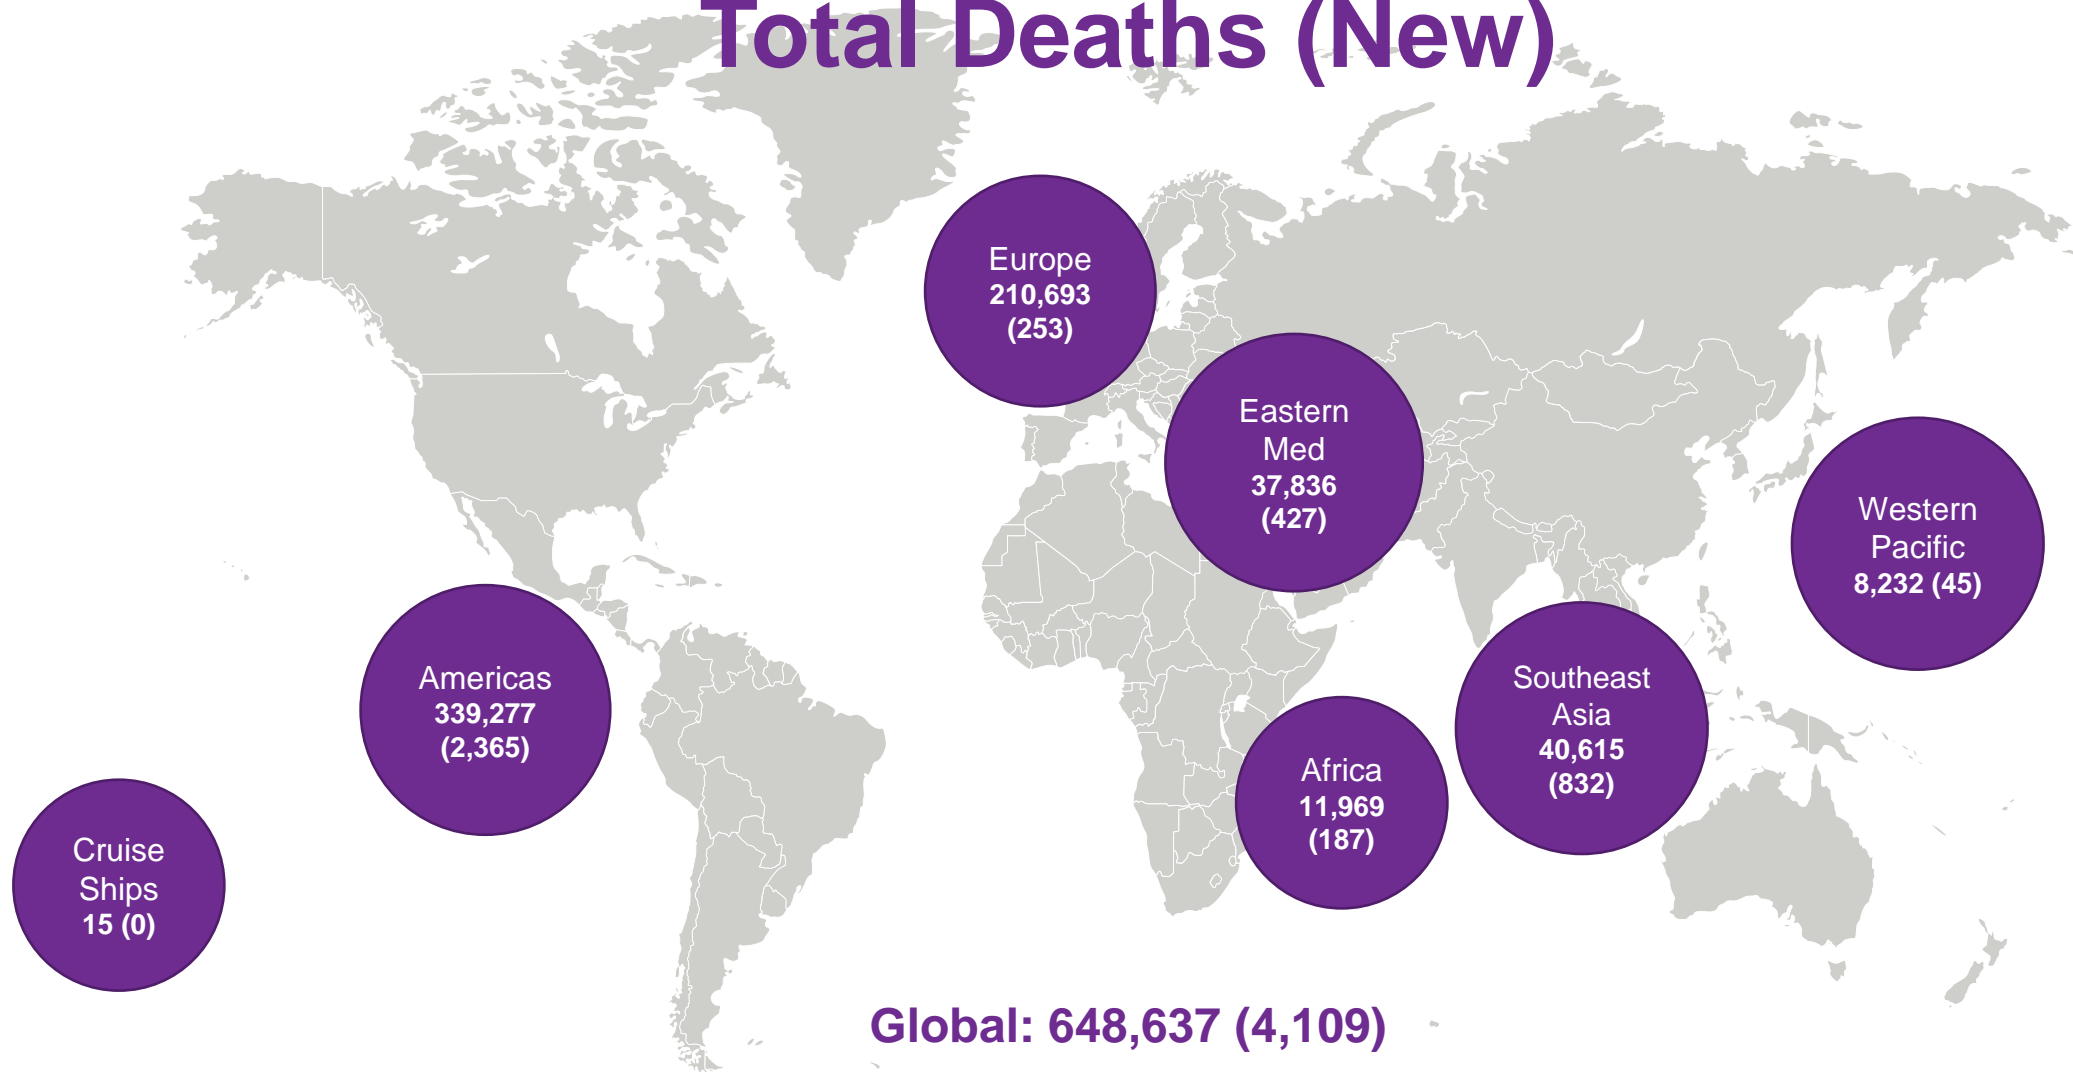 Total Deaths (New)
Europe
210,693
(253)
Eastern
Med
37,836
(427)
Western
Pacific
8,232 (45)
Americas
339,277
(2,365)
Southeast
Asia
40,615
(832)
Africa
11,969
(187)
Cruise
Ships
15 (0)
Global: 648,637 (4,109)